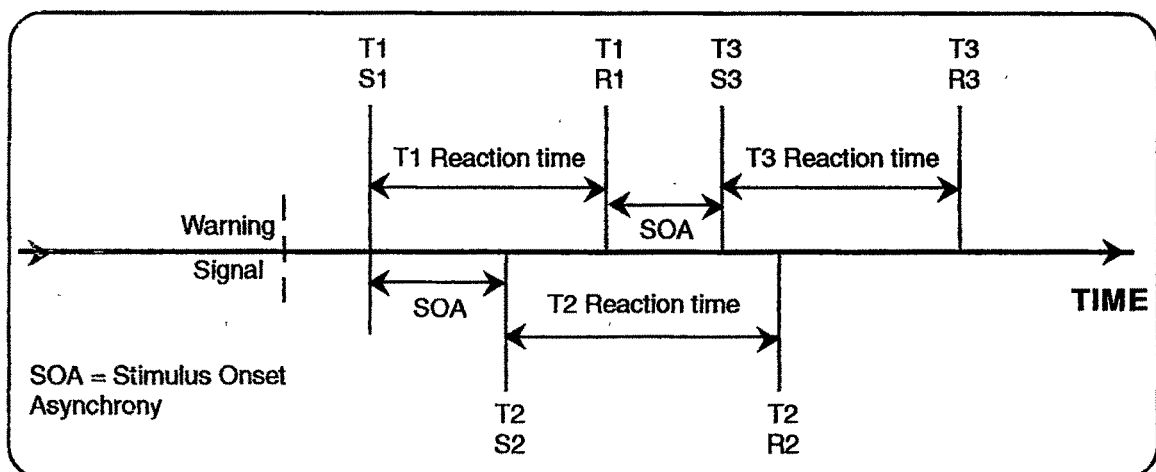 T1 T1 T3 T3
S1 R1 S3 R3
T1 Reaction time T3 Reaction time
Warning
SOA
Signal
SOA T2 Reaction time TIME
SOA = Stimulus Onset
Asynchrony
T2 T2
S2 R2